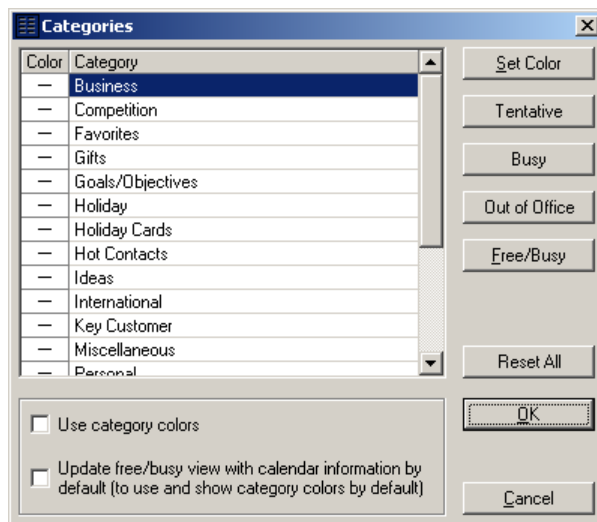 Categories
Color Category
Set Color
— Business
— Competition
Tentative
— Favorites
— Gifts
Busy
— Goals/Objectives
— Holiday
Out of Office
— Holiday Cards
— Hot Contacts
Free/Busy
— Ideas
— International
— Key Customer
— Miscellaneous
Reset All
— Personal
OK
Use category colors
Update free/busy view with calendar information by
default (to use and show category colors by default)
Cancel